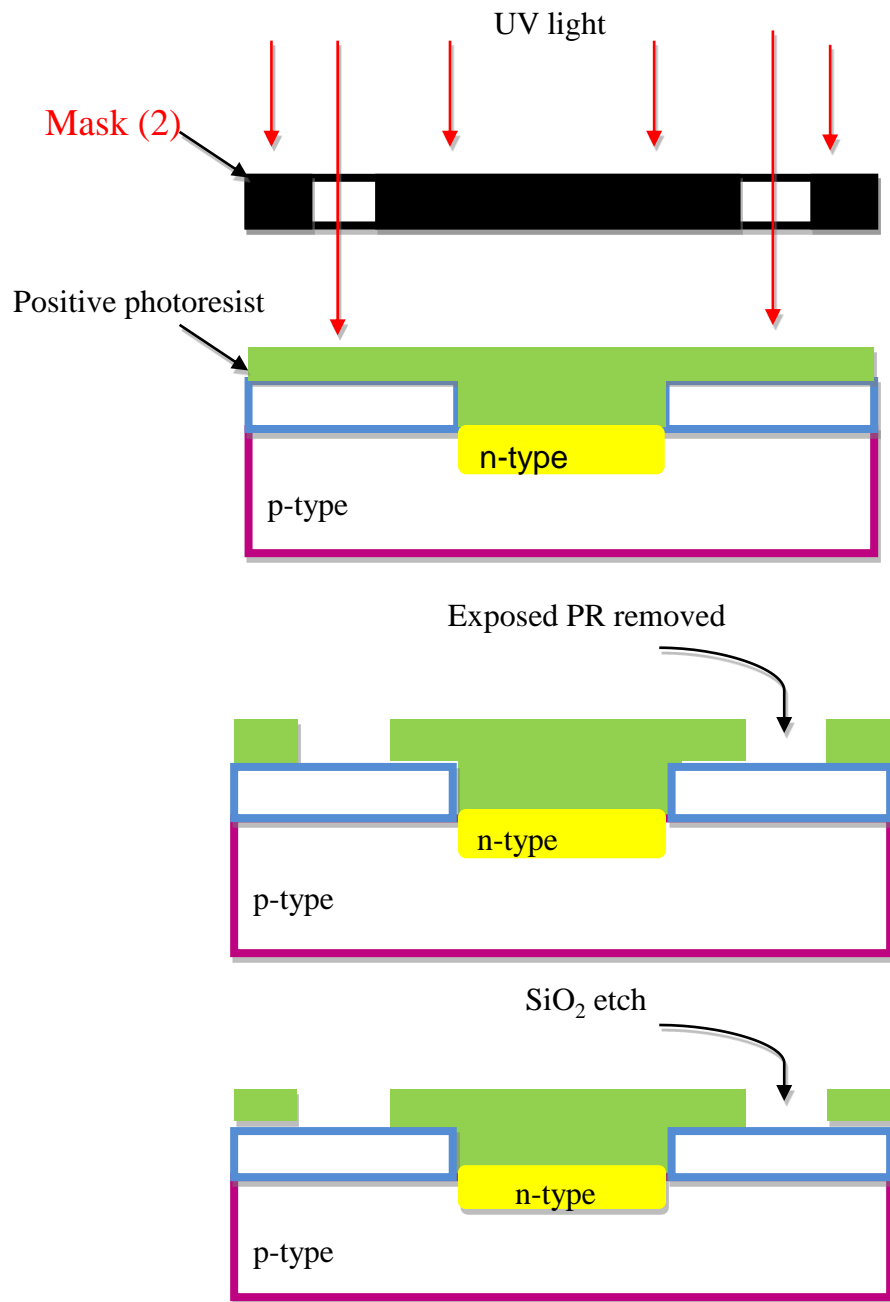 UV light
Mask (2)
Positive photoresist
n-type
p-type
Exposed PR removed
n-type
p-type
SiO₂ etch
n-type
p-type